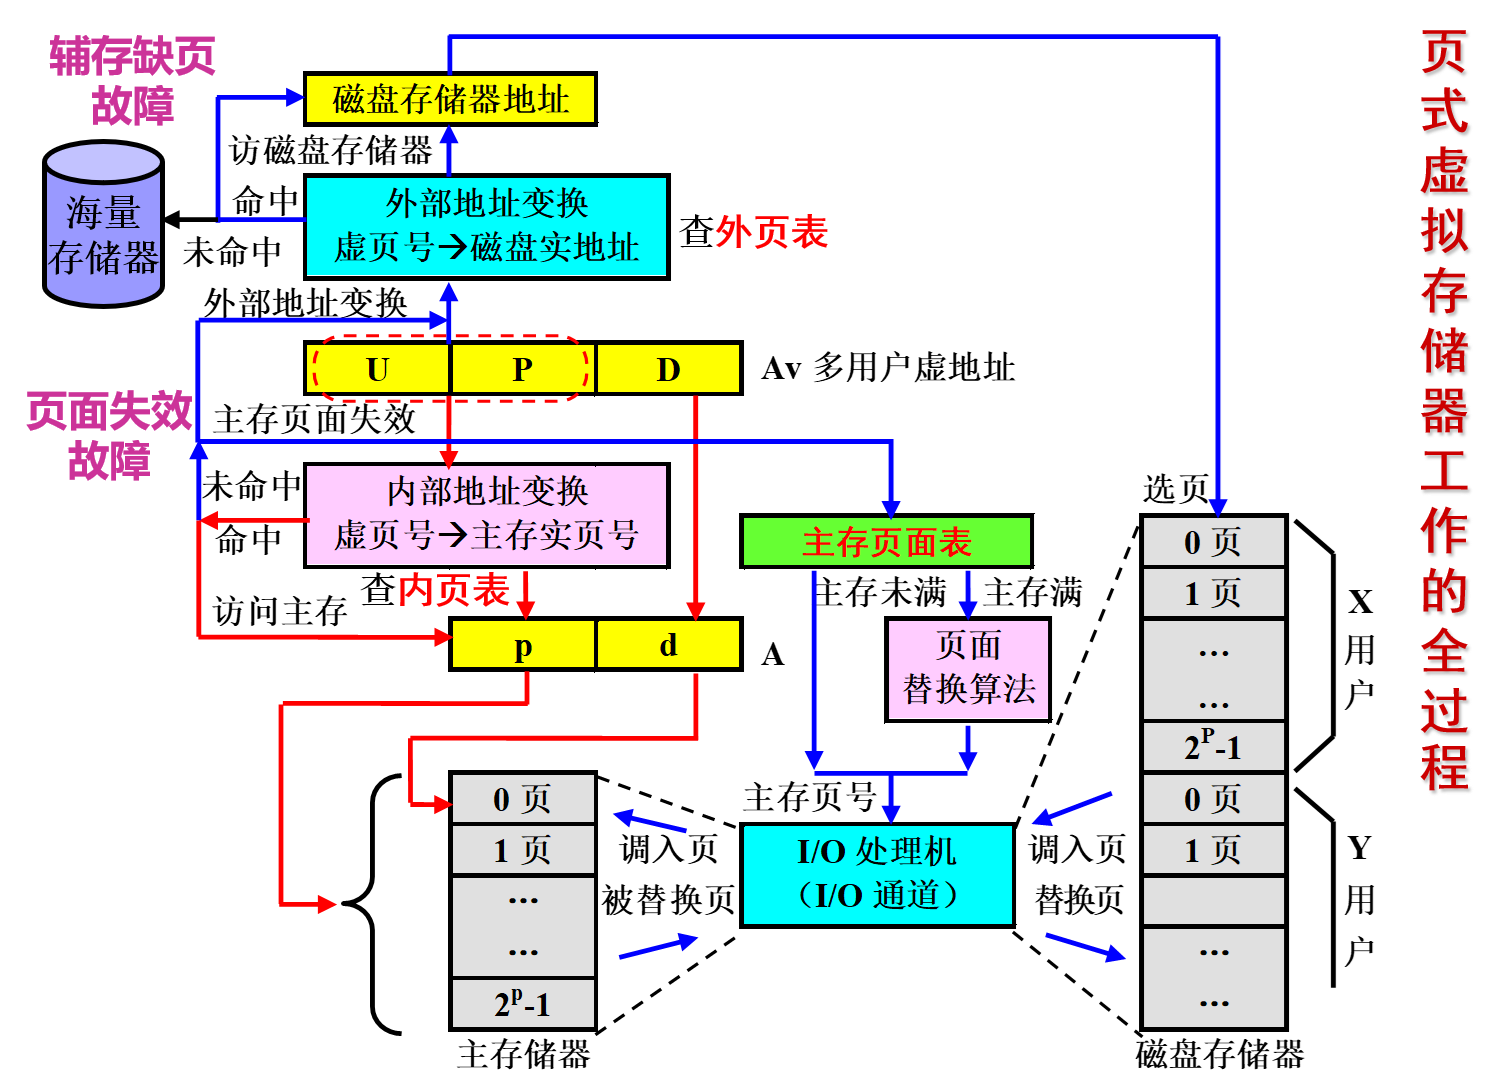 页式虚拟存储器工作的全过程
辅存缺页
故障
磁盘存储器地址
访磁盘存储器
命中
未命中
海量
存储器
外部地址变换
虚页号→磁盘实地址
查外页表
外部地址变换
U P D
Av 多用户虚地址
页面失效
故障
主存页面失效
未命中
命中
内部地址变换
虚页号→主存实页号
查内页表
访问主存
p d
A
主存页面表
主存未满
主存满
页面
替换算法
主存页号
I/O 处理机
（I/O 通道）
调入页
被替换页
调入页
替换页
0 页
1 页
...
...
2ᵖ-1
主存储器
选页
0 页
1 页
...
...
2ᴾ-1
0 页
1 页
...
...
磁盘存储器
X
用
户
Y
用
户